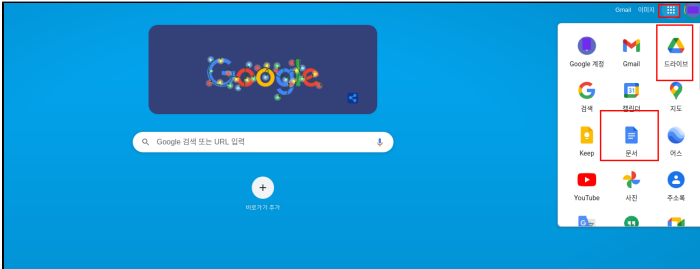 Gmail 이미지
Google
Google 계정 Gmail 드라이브
31
검색 캘린더 지도
Google 검색 또는 URL 입력
Keep 문서 어스
YouTube 사진 주소록
바로가기 추가